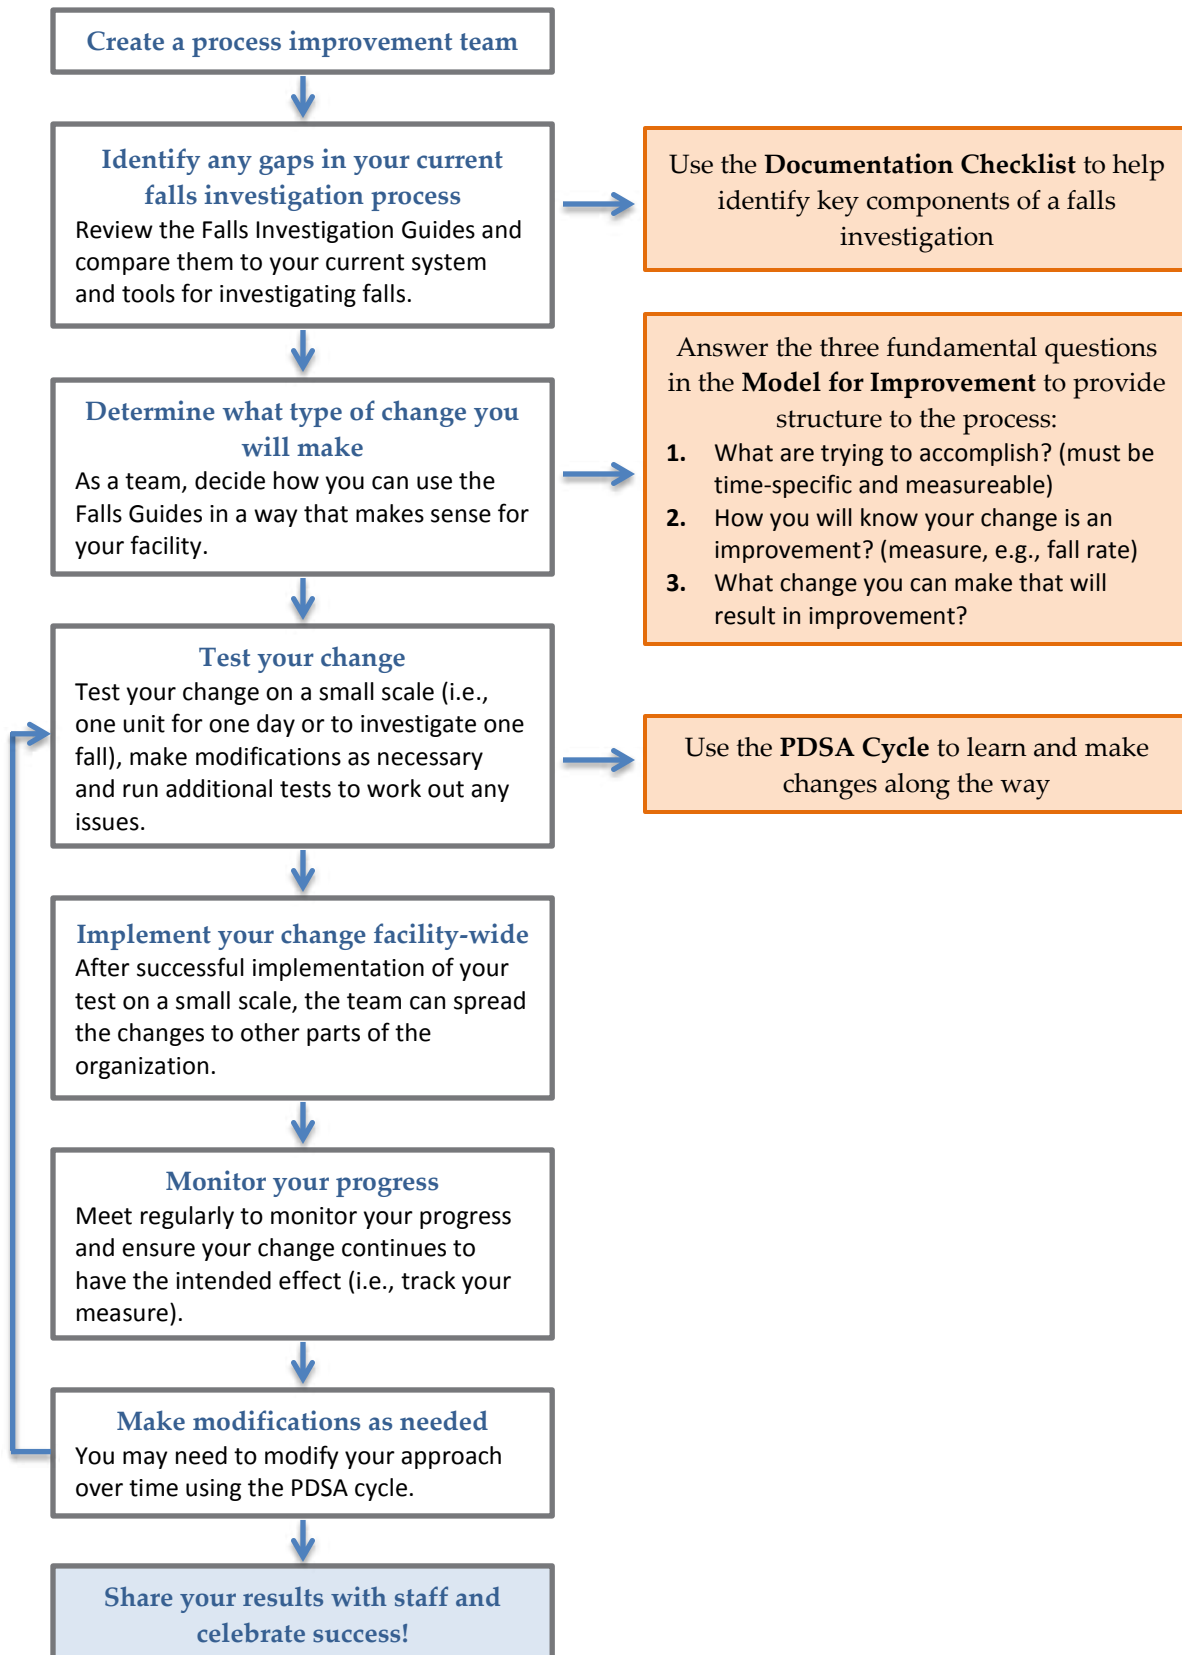 Create a process improvement team
Identify any gaps in your current
falls investigation process
Review the Falls Investigation Guides and
compare them to your current system
and tools for investigating falls.
Use the Documentation Checklist to help
identify key components of a falls
investigation
Determine what type of change you
will make
As a team, decide how you can use the
Falls Guides in a way that makes sense for
your facility.
Answer the three fundamental questions
in the Model for Improvement to provide
structure to the process:
1. What are trying to accomplish? (must be
time-specific and measureable)
2. How you will know your change is an
improvement? (measure, e.g., fall rate)
3. What change you can make that will
result in improvement?
Test your change
Test your change on a small scale (i.e.,
one unit for one day or to investigate one
fall), make modifications as necessary
and run additional tests to work out any
issues.
Use the PDSA Cycle to learn and make
changes along the way
Implement your change facility-wide
After successful implementation of your
test on a small scale, the team can spread
the changes to other parts of the
organization.
Monitor your progress
Meet regularly to monitor your progress
and ensure your change continues to
have the intended effect (i.e., track your
measure).
Make modifications as needed
You may need to modify your approach
over time using the PDSA cycle.
Share your results with staff and
celebrate success!